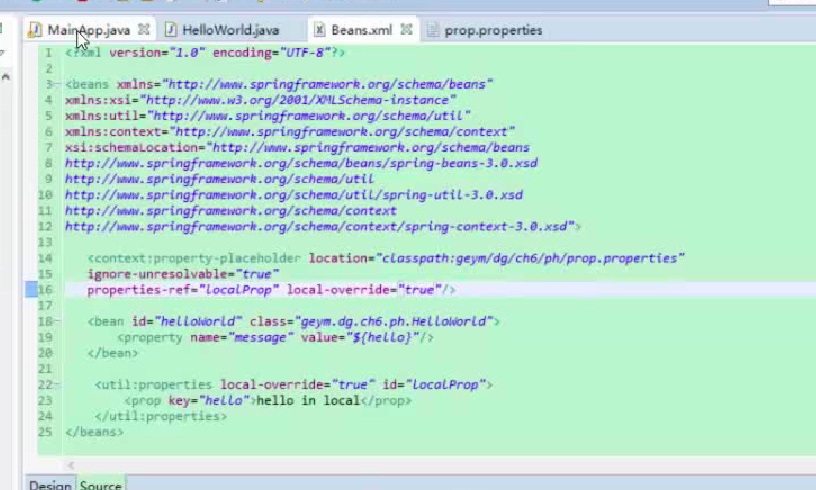 MainApp.java HelloWorld.java Beans.xml prop.properties
1 <?xml version="1.0" encoding="UTF-8"?>
2
3 <beans xmlns="http://www.springframework.org/schema/beans"
4 xmlns:xsi="http://www.w3.org/2001/XMLSchema-instance"
5 xmlns:util="http://www.springframework.org/schema/util"
6 xmlns:context="http://www.springframework.org/schema/context"
7 xsi:schemaLocation="http://www.springframework.org/schema/beans
8 http://www.springframework.org/schema/beans/spring-beans-3.0.xsd
9 http://www.springframework.org/schema/util
10 http://www.springframework.org/schema/util/spring-util-3.0.xsd
11 http://www.springframework.org/schema/context
12 http://www.springframework.org/schema/context/spring-context-3.0.xsd">
13
14 <context:property-placeholder location="classpath:geym/dg/ch6/ph/prop.properties"
15 ignore-unresolvable="true"
16 properties-ref="localProp" local-override="true"/>
17
18 <bean id="helloWorld" class="geym.dg.ch6.ph.HelloWorld">
19 <property name="message" value="${hello}"/>
20 </bean>
21
22 <util:properties local-override="true" id="localProp">
23 <prop key="hello">hello in local</prop>
24 </util:properties>
25 </beans>
Design Source